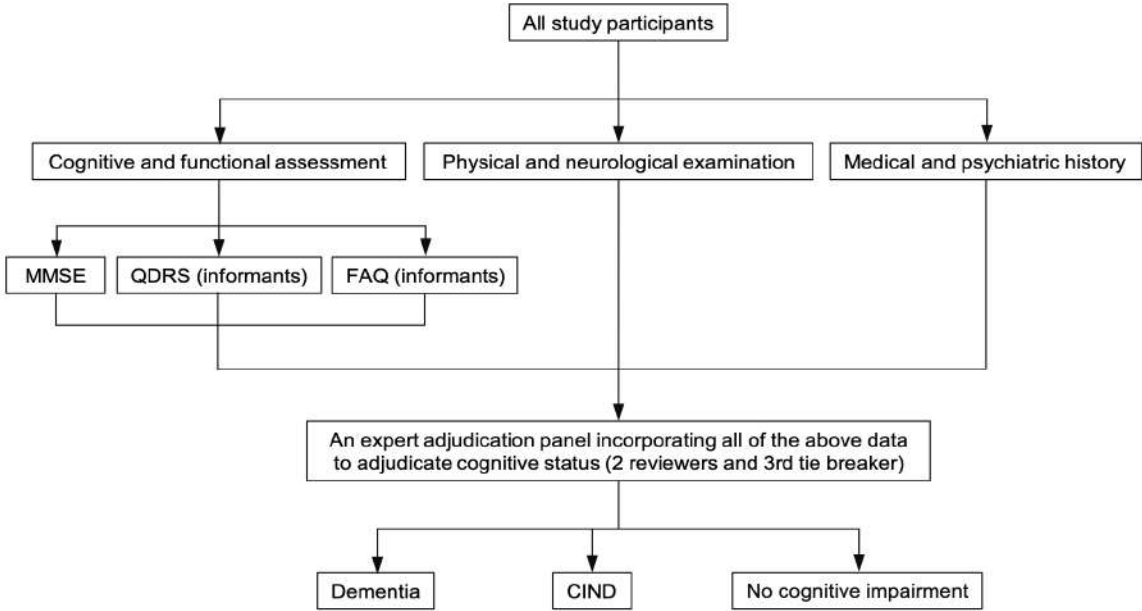 All study participants
Cognitive and functional assessment
Physical and neurological examination
Medical and psychiatric history
MMSE
QDRS (informants)
FAQ (informants)
An expert adjudication panel incorporating all of the above data
to adjudicate cognitive status (2 reviewers and 3rd tie breaker)
Dementia
CIND
No cognitive impairment